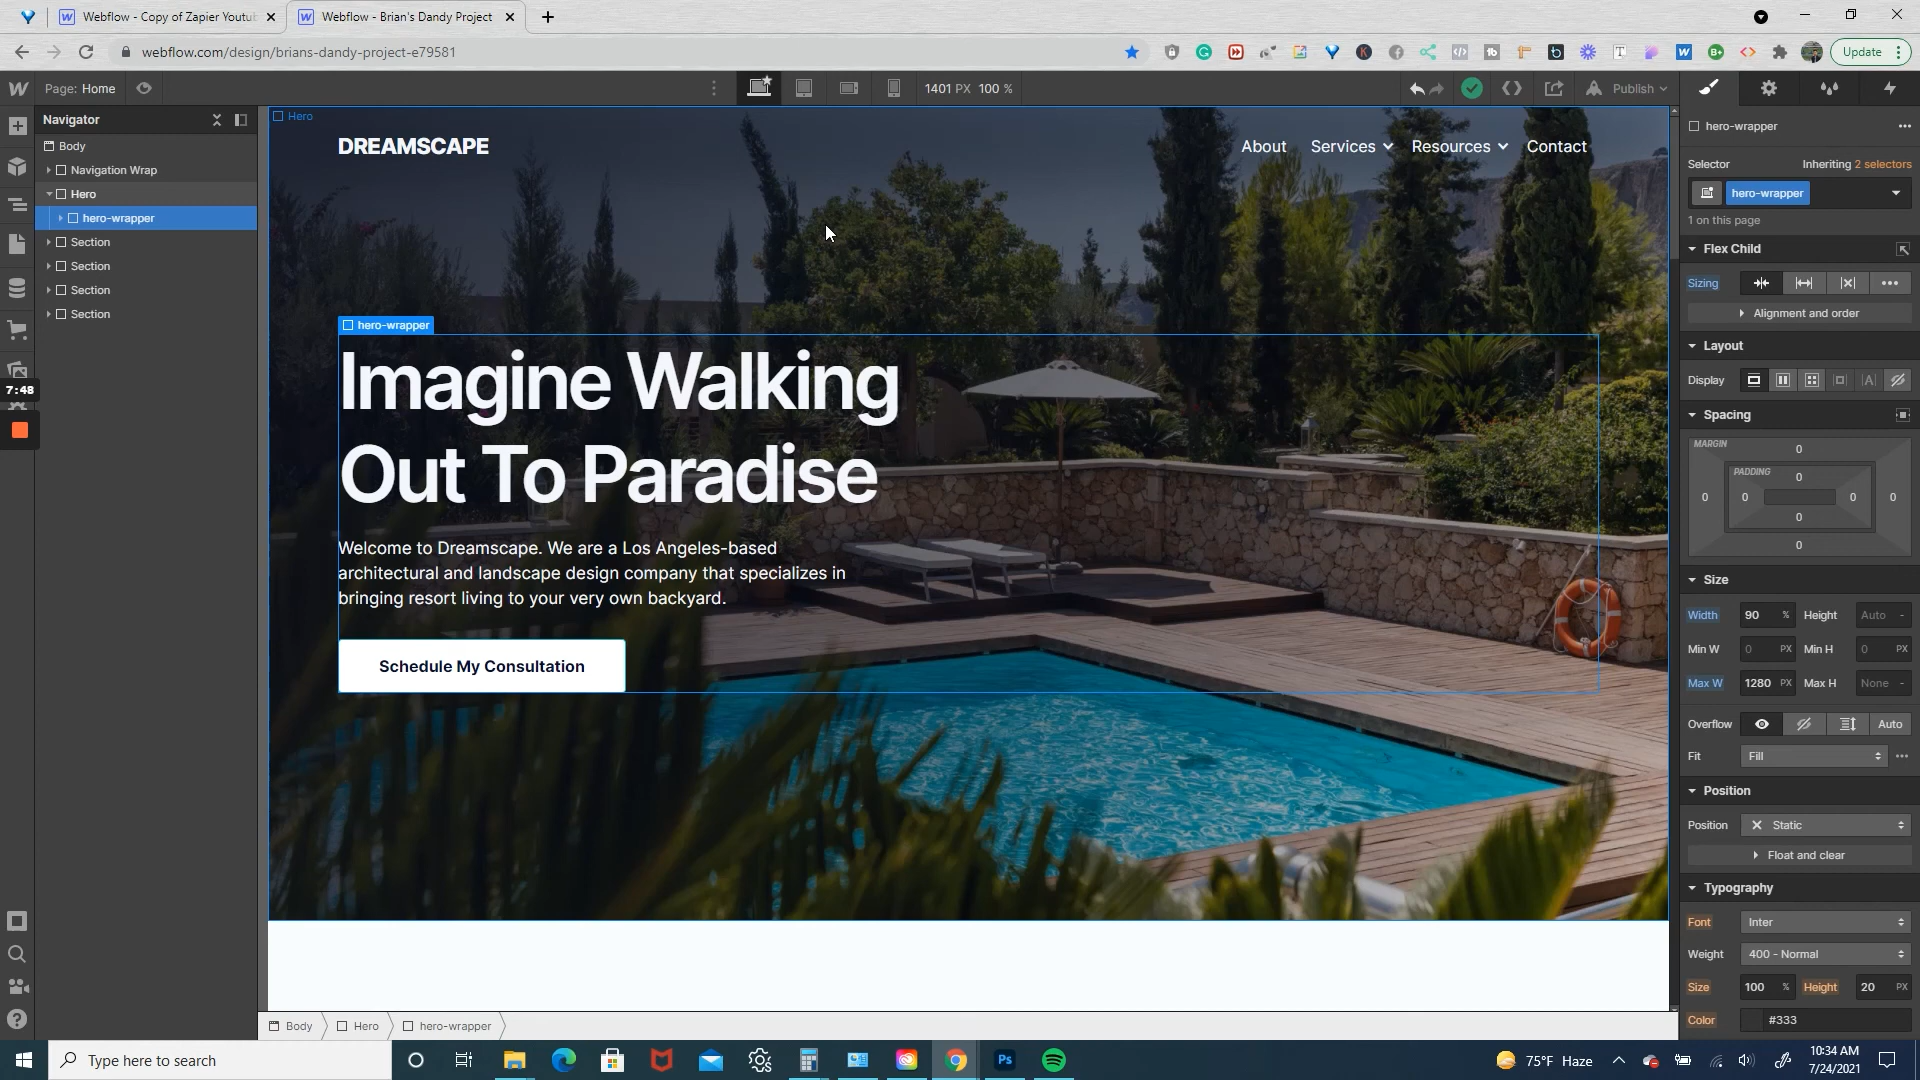 Webflow - Copy of Zapier Youtub
Webflow - Brian's Dandy Project
webflow.com/design/brians-dandy-project-e79581
Update
Page: Home
1401 PX 100 %
Publish
Navigator
Body
Navigation Wrap
Hero
hero-wrapper
Section
Section
Section
Section
7:48
Hero
DREAMSCAPE
About Services Resources Contact
hero-wrapper
Imagine Walking
Out To Paradise
Welcome to Dreamscape. We are a Los Angeles-based
architectural and landscape design company that specializes in
bringing resort living to your very own backyard.
Schedule My Consultation
Body Hero hero-wrapper
hero-wrapper
Selector Inheriting 2 selectors
hero-wrapper
1 on this page
Flex Child
Sizing
Alignment and order
Layout
Display
Spacing
MARGIN
0
PADDING
0
0 0 0 0
0
0
Size
Width 90 % Height Auto -
Min W 0 PX Min H 0 PX
Max W 1280 PX Max H None -
Overflow Auto
Fit Fill
Position
Position Static
Float and clear
Typography
Font Inter
Weight 400 - Normal
Size 100 % Height 20 PX
Color #333
Type here to search
Ps
75°F Haze
10:34 AM
7/24/2021